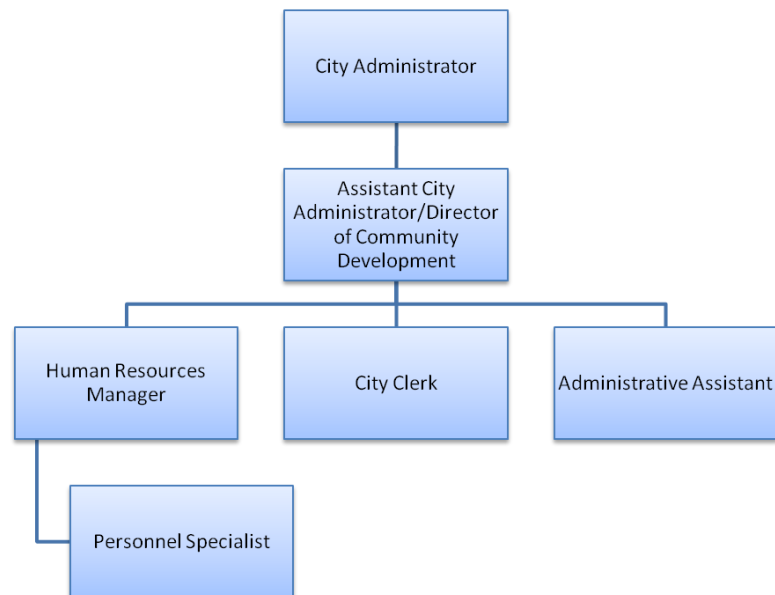 City Administrator
Assistant City
Administrator/Director
of Community
Development
Human Resources
Manager
City Clerk
Administrative Assistant
Personnel Specialist